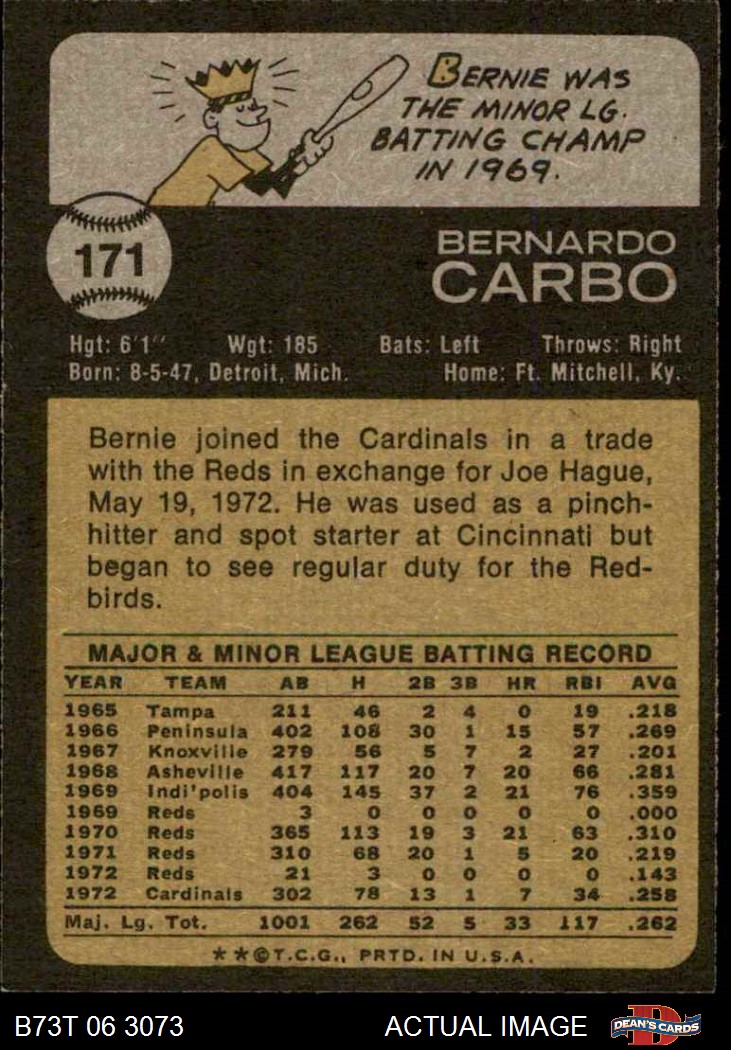 BERNIE WAS
THE MINOR LG.
BATTING CHAMP
IN 1969.
171
BERNARDO
CARBO
Hgt: 6'1" Wgt: 185 Bats: Left Throws: Right
Born: 8-5-47, Detroit, Mich. Home: Ft. Mitchell, Ky.
Bernie joined the Cardinals in a trade
with the Reds in exchange for Joe Hague,
May 19, 1972. He was used as a pinch-
hitter and spot starter at Cincinnati but
began to see regular duty for the Red-
birds.
MAJOR & MINOR LEAGUE BATTING RECORD
YEAR TEAM AB H 2B 3B HR RBI AVG
1965 Tampa 211 46 2 4 0 19 .218
1966 Peninsula 402 108 30 1 15 57 .269
1967 Knoxville 279 56 5 7 2 27 .201
1968 Asheville 417 117 20 7 20 66 .281
1969 Indi'polis 404 145 37 2 21 76 .359
1969 Reds 3 0 0 0 0 0 .000
1970 Reds 365 113 19 3 21 63 .310
1971 Reds 310 68 20 1 5 20 .219
1972 Reds 21 3 0 0 0 0 .143
1972 Cardinals 302 78 13 1 7 34 .258
Maj. Lg. Tot. 1001 262 52 5 33 117 .262
**©T.C.G., PRTD. IN U.S.A.
B73T 06 3073 ACTUAL IMAGE D DEAN'S CARDS